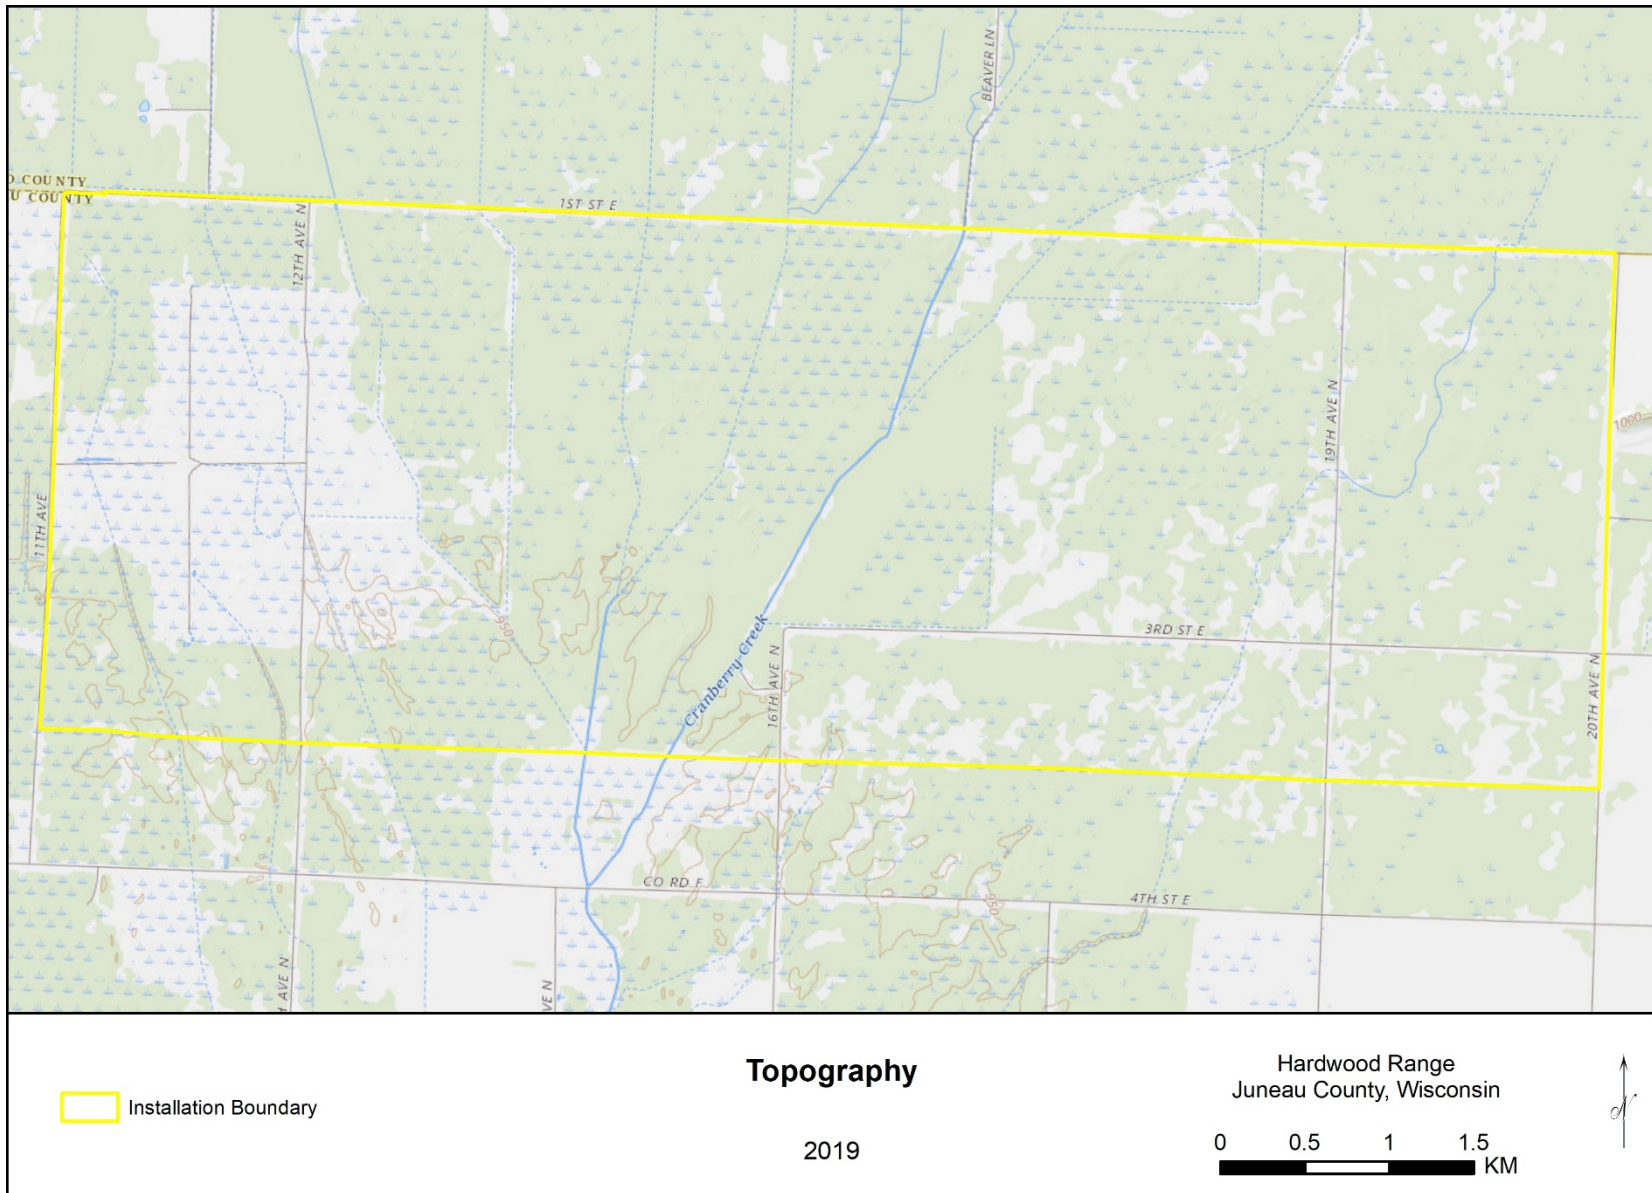 BEAVER LN
O COUNTY
U COUNTY
1ST ST E
12TH AVE N
19TH AVE N
1000
11TH AVE
950
Cranberry Creek
3RD ST E
16TH AVE N
20TH AVE N
CO RD F
4TH ST E
950
H AVE N
VE N
Topography
Installation Boundary
2019
Hardwood Range
Juneau County, Wisconsin
0 0.5 1 1.5
KM
N